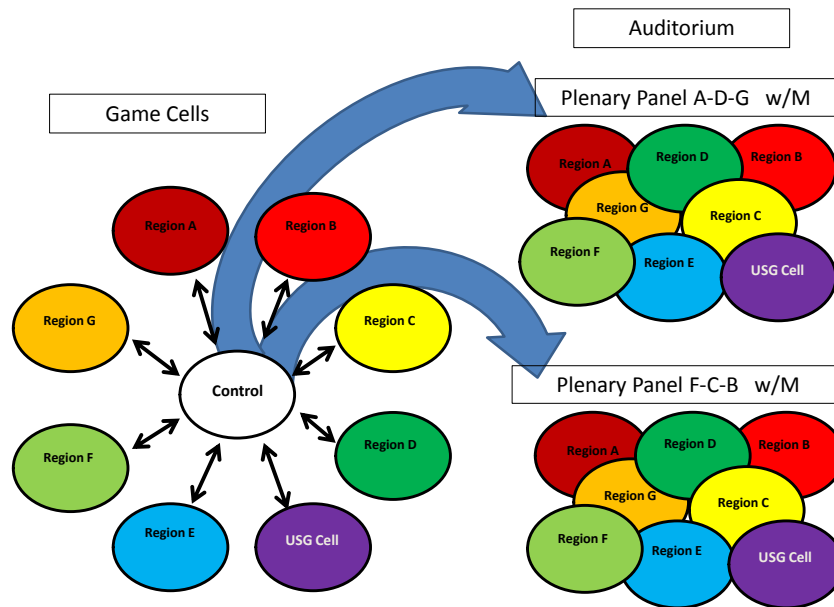 Auditorium
Plenary Panel A-D-G w/M
Game Cells
Region A
Region B
Region G
Region C
Control
Region F
Region D
Region E
USG Cell
Region A
Region D
Region B
Region G
Region C
Region F
Region E
USG Cell
Plenary Panel F-C-B w/M
Region A
Region D
Region B
Region G
Region C
Region F
Region E
USG Cell